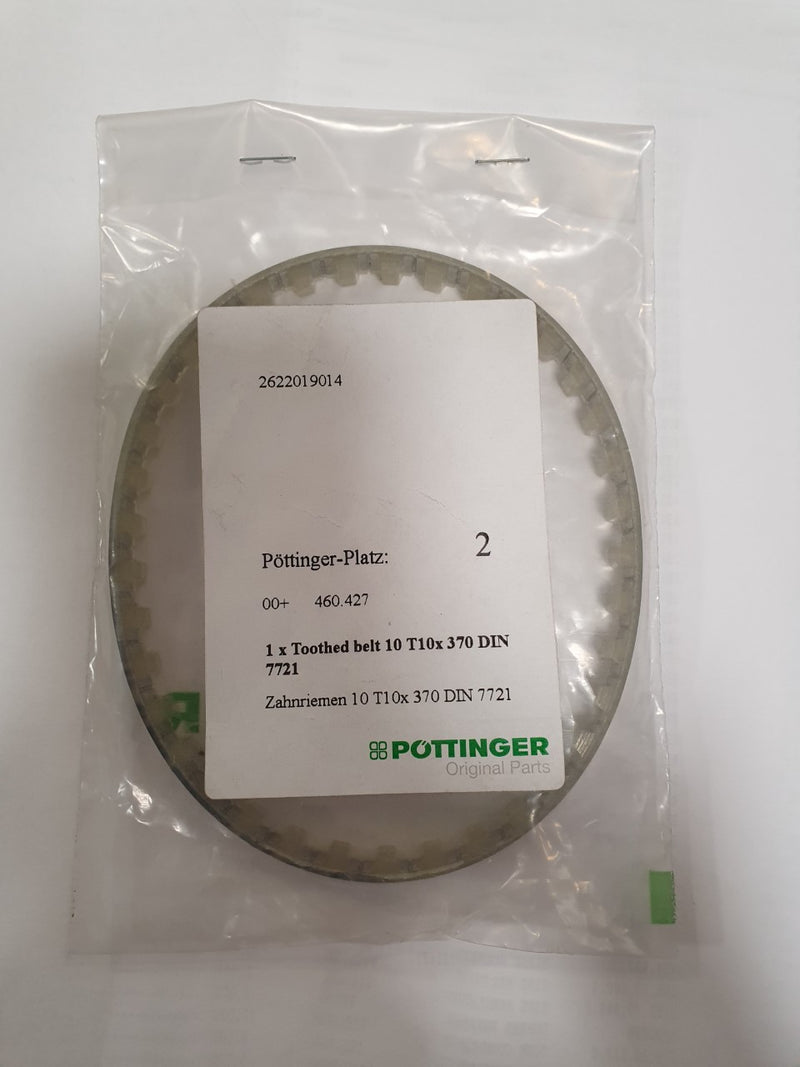 2622019014
Pöttinger-Platz: 2
00+ 460.427
1 x Toothed belt 10 T10x 370 DIN
7721
Zahnriemen 10 T10x 370 DIN 7721
PÖTTINGER
Original Parts